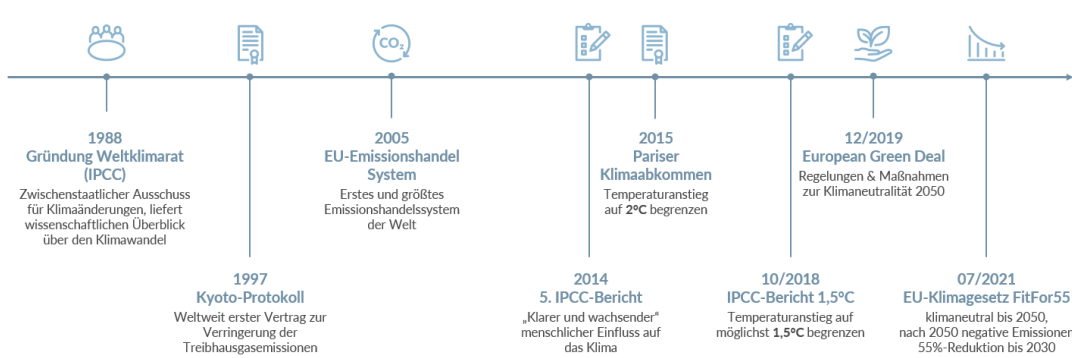 CO₂
1988
Gründung Weltklimarat
(IPCC)
Zwischenstaatlicher Ausschuss
für Klimaänderungen, liefert
wissenschaftlichen Überblick
über den Klimawandel
1997
Kyoto-Protokoll
Weltweit erster Vertrag zur
Verringerung der
Treibhausgasemissionen
2005
EU-Emissionshandel
System
Erstes und größtes
Emissionshandelssystem
der Welt
2014
5. IPCC-Bericht
„Klarer und wachsender“
menschlicher Einfluss auf
das Klima
2015
Pariser
Klimaabkommen
Temperaturanstieg
auf 2°C begrenzen
10/2018
IPCC-Bericht 1,5°C
Temperaturanstieg auf
möglichst 1,5°C begrenzen
12/2019
European Green Deal
Regelungen & Maßnahmen
zur Klimaneutralität 2050
07/2021
EU-Klimagesetz FitFor55
klimaneutral bis 2050,
nach 2050 negative Emissionen
55%-Reduktion bis 2030